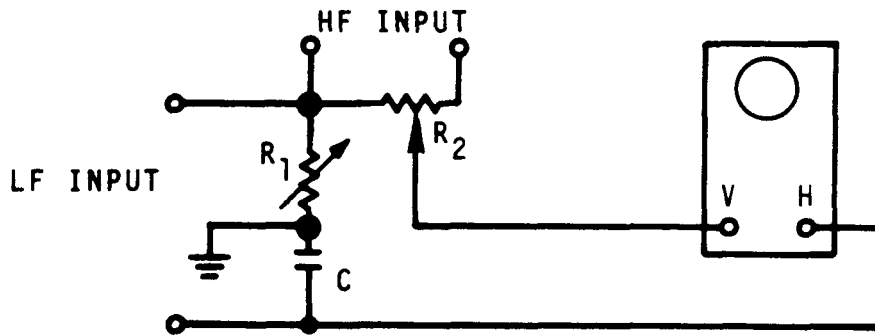 HF INPUT
R1
R2
LF INPUT
V H
C